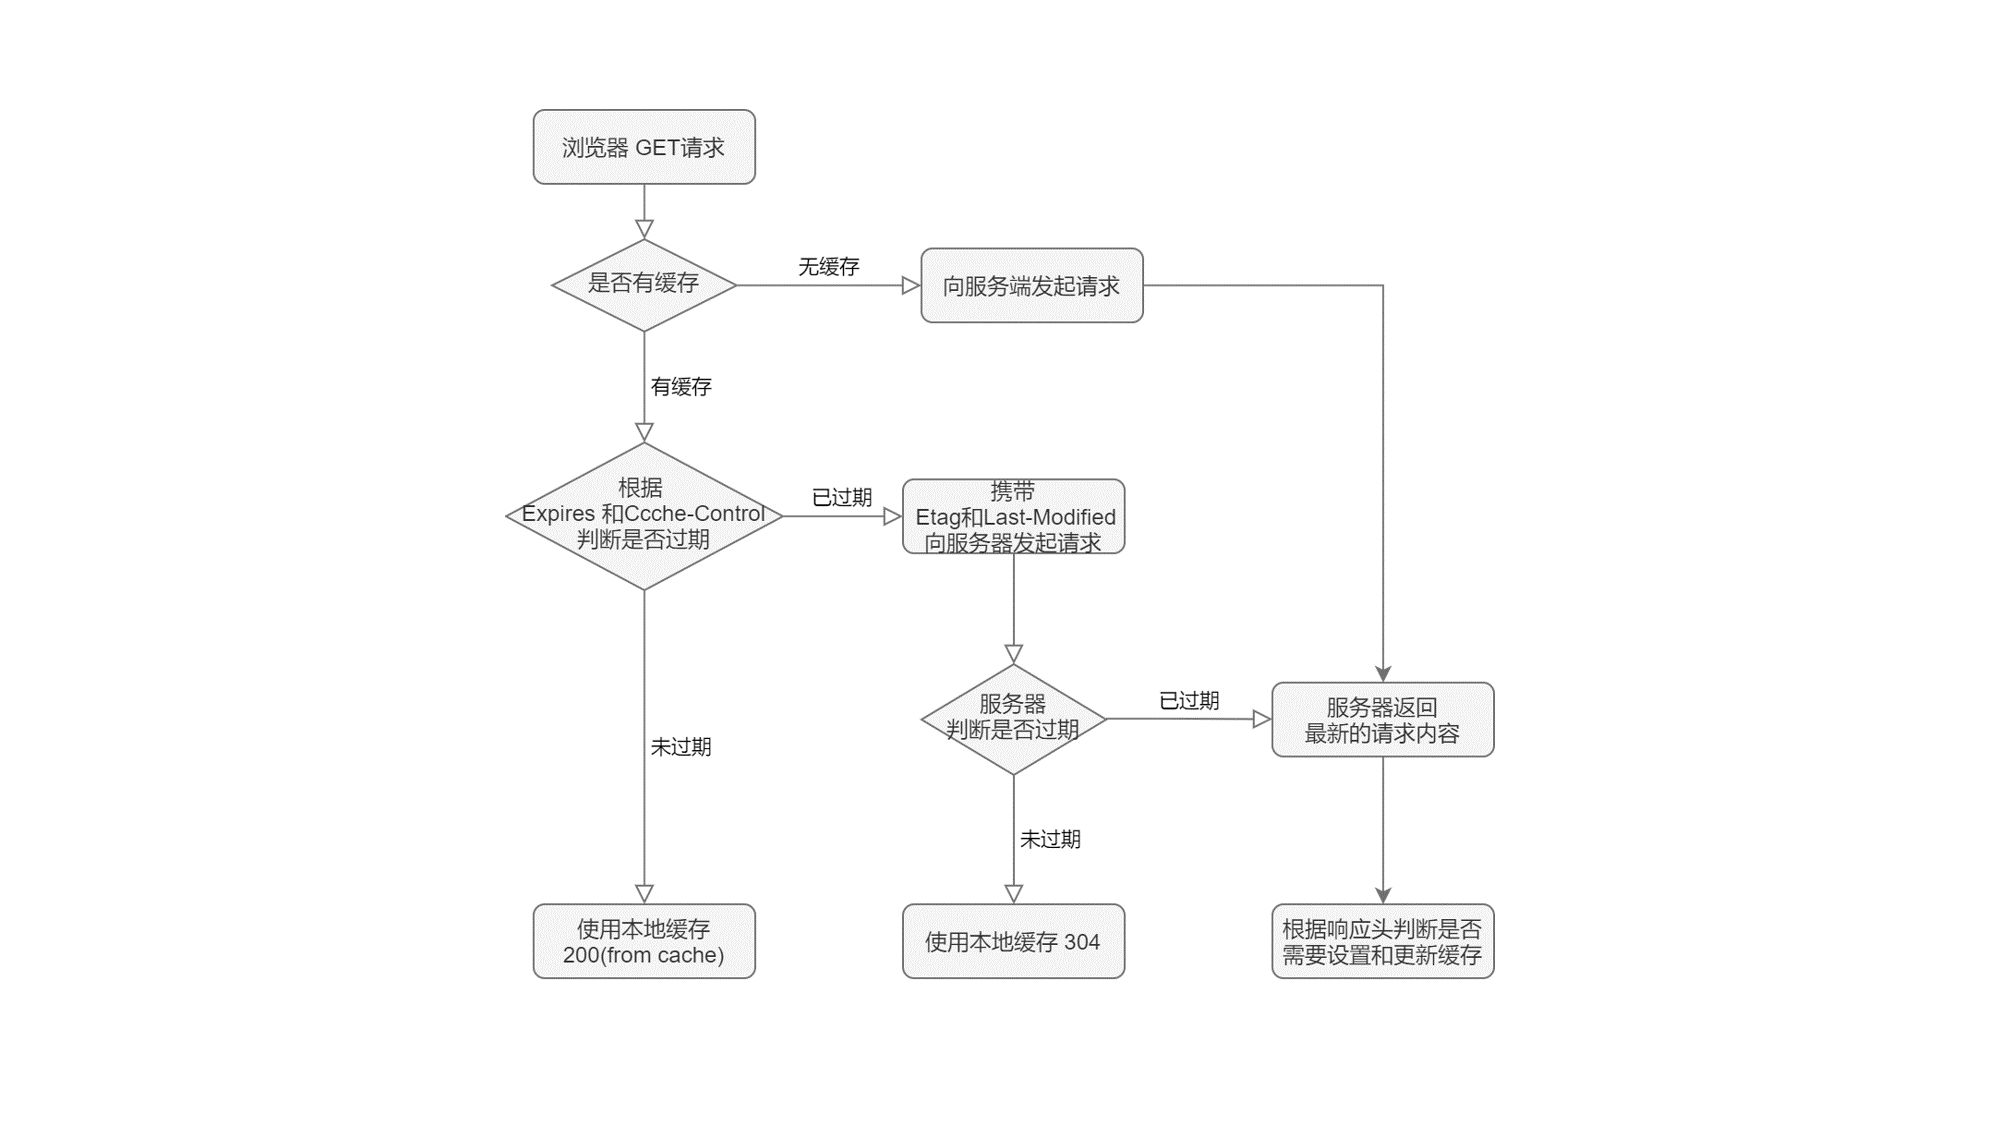 浏览器 GET请求
是否有缓存
无缓存
向服务端发起请求
有缓存
根据
Expires 和Ccche-Control
判断是否过期
已过期
携带
Etag和Last-Modified
向服务器发起请求
服务器
判断是否过期
已过期
服务器返回
最新的请求内容
未过期
未过期
使用本地缓存
200(from cache)
使用本地缓存 304
根据响应头判断是否
需要设置和更新缓存